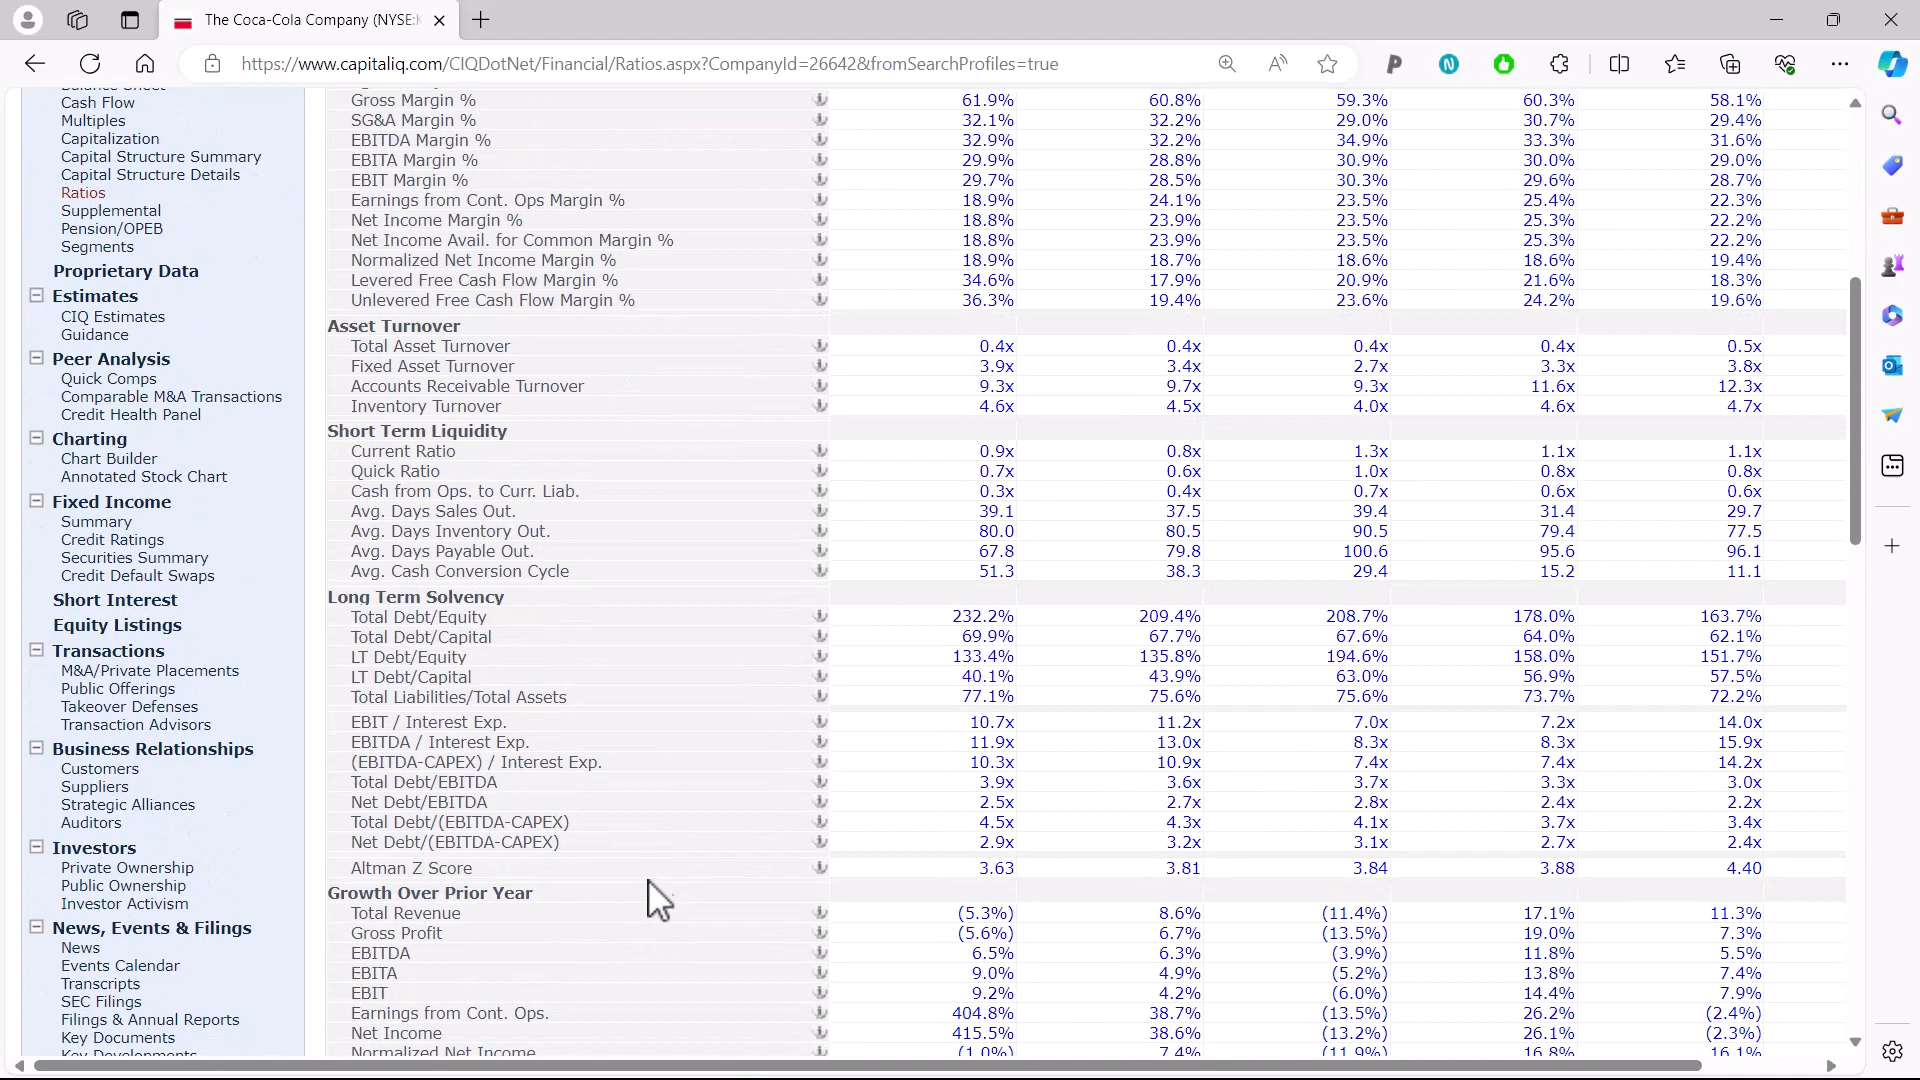 The Coca-Cola Company (NYSE:K
https://www.capitaliq.com/CIQDotNet/Financial/Ratios.aspx?CompanyId=26642&fromSearchProfiles=true
Balance Sheet
Cash Flow
Multiples
Capitalization
Capital Structure Summary
Capital Structure Details
Ratios
Supplemental
Pension/OPEB
Segments
Proprietary Data
Estimates
CIQ Estimates
Guidance
Peer Analysis
Quick Comps
Comparable M&A Transactions
Credit Health Panel
Charting
Chart Builder
Annotated Stock Chart
Fixed Income
Summary
Credit Ratings
Securities Summary
Credit Default Swaps
Short Interest
Equity Listings
Transactions
M&A/Private Placements
Public Offerings
Takeover Defenses
Transaction Advisors
Business Relationships
Customers
Suppliers
Strategic Alliances
Auditors
Investors
Private Ownership
Public Ownership
Investor Activism
News, Events & Filings
News
Events Calendar
Transcripts
SEC Filings
Filings & Annual Reports
Key Documents
Key Developments
Gross Margin % 61.9% 60.8% 59.3% 60.3% 58.1%
SG&A Margin % 32.1% 32.2% 29.0% 30.7% 29.4%
EBITDA Margin % 32.9% 32.2% 34.9% 33.3% 31.6%
EBITA Margin % 29.9% 28.8% 30.9% 30.0% 29.0%
EBIT Margin % 29.7% 28.5% 30.3% 29.6% 28.7%
Earnings from Cont. Ops Margin % 18.9% 24.1% 23.5% 25.4% 22.3%
Net Income Margin % 18.8% 23.9% 23.5% 25.3% 22.2%
Net Income Avail. for Common Margin % 18.8% 23.9% 23.5% 25.3% 22.2%
Normalized Net Income Margin % 18.9% 18.7% 18.6% 18.6% 19.4%
Levered Free Cash Flow Margin % 34.6% 17.9% 20.9% 21.6% 18.3%
Unlevered Free Cash Flow Margin % 36.3% 19.4% 23.6% 24.2% 19.6%
Asset Turnover
Total Asset Turnover 0.4x 0.4x 0.4x 0.4x 0.5x
Fixed Asset Turnover 3.9x 3.4x 2.7x 3.3x 3.8x
Accounts Receivable Turnover 9.3x 9.7x 9.3x 11.6x 12.3x
Inventory Turnover 4.6x 4.5x 4.0x 4.6x 4.7x
Short Term Liquidity
Current Ratio 0.9x 0.8x 1.3x 1.1x 1.1x
Quick Ratio 0.7x 0.6x 1.0x 0.8x 0.8x
Cash from Ops. to Curr. Liab. 0.3x 0.4x 0.7x 0.6x 0.6x
Avg. Days Sales Out. 39.1 37.5 39.4 31.4 29.7
Avg. Days Inventory Out. 80.0 80.5 90.5 79.4 77.5
Avg. Days Payable Out. 67.8 79.8 100.6 95.6 96.1
Avg. Cash Conversion Cycle 51.3 38.3 29.4 15.2 11.1
Long Term Solvency
Total Debt/Equity 232.2% 209.4% 208.7% 178.0% 163.7%
Total Debt/Capital 69.9% 67.7% 67.6% 64.0% 62.1%
LT Debt/Equity 133.4% 135.8% 194.6% 158.0% 151.7%
LT Debt/Capital 40.1% 43.9% 63.0% 56.9% 57.5%
Total Liabilities/Total Assets 77.1% 75.6% 75.6% 73.7% 72.2%
EBIT / Interest Exp. 10.7x 11.2x 7.0x 7.2x 14.0x
EBITDA / Interest Exp. 11.9x 13.0x 8.3x 8.3x 15.9x
(EBITDA-CAPEX) / Interest Exp. 10.3x 10.9x 7.4x 7.4x 14.2x
Total Debt/EBITDA 3.9x 3.6x 3.7x 3.3x 3.0x
Net Debt/EBITDA 2.5x 2.7x 2.8x 2.4x 2.2x
Total Debt/(EBITDA-CAPEX) 4.5x 4.3x 4.1x 3.7x 3.4x
Net Debt/(EBITDA-CAPEX) 2.9x 3.2x 3.1x 2.7x 2.4x
Altman Z Score 3.63 3.81 3.84 3.88 4.40
Growth Over Prior Year
Total Revenue (5.3%) 8.6% (11.4%) 17.1% 11.3%
Gross Profit (5.6%) 6.7% (13.5%) 19.0% 7.3%
EBITDA 6.5% 6.3% (3.9%) 11.8% 5.5%
EBITA 9.0% 4.9% (5.2%) 13.8% 7.4%
EBIT 9.2% 4.2% (6.0%) 14.4% 7.9%
Earnings from Cont. Ops. 404.8% 38.7% (13.5%) 26.2% (2.4%)
Net Income 415.5% 38.6% (13.2%) 26.1% (2.3%)
Normalized Net Income (1.0%) 7.4% (11.9%) 16.8% 16.1%